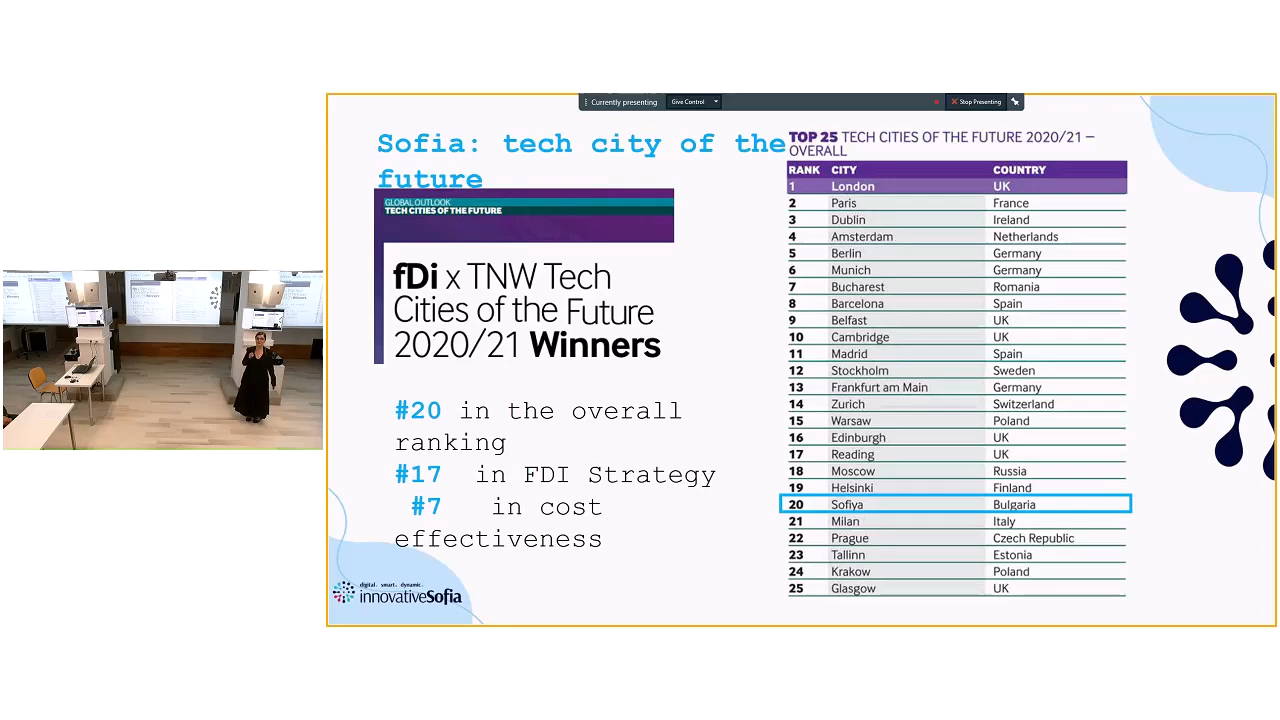 Currently presenting
Give Control
Stop Presenting
Sofia: tech city of the
future
GLOBAL OUTLOOK
TECH CITIES OF THE FUTURE
fDi x TNW Tech
Cities of the Future
2020/21 Winners
#20 in the overall
ranking
#17 in FDI Strategy
#7 in cost
effectiveness
digital. smart. dynamic.
innovativeSofia
TOP 25 TECH CITIES OF THE FUTURE 2020/21 –
OVERALL
RANK CITY COUNTRY
1 London UK
2 Paris France
3 Dublin Ireland
4 Amsterdam Netherlands
5 Berlin Germany
6 Munich Germany
7 Bucharest Romania
8 Barcelona Spain
9 Belfast UK
10 Cambridge UK
11 Madrid Spain
12 Stockholm Sweden
13 Frankfurt am Main Germany
14 Zurich Switzerland
15 Warsaw Poland
16 Edinburgh UK
17 Reading UK
18 Moscow Russia
19 Helsinki Finland
20 Sofiya Bulgaria
21 Milan Italy
22 Prague Czech Republic
23 Tallinn Estonia
24 Krakow Poland
25 Glasgow UK